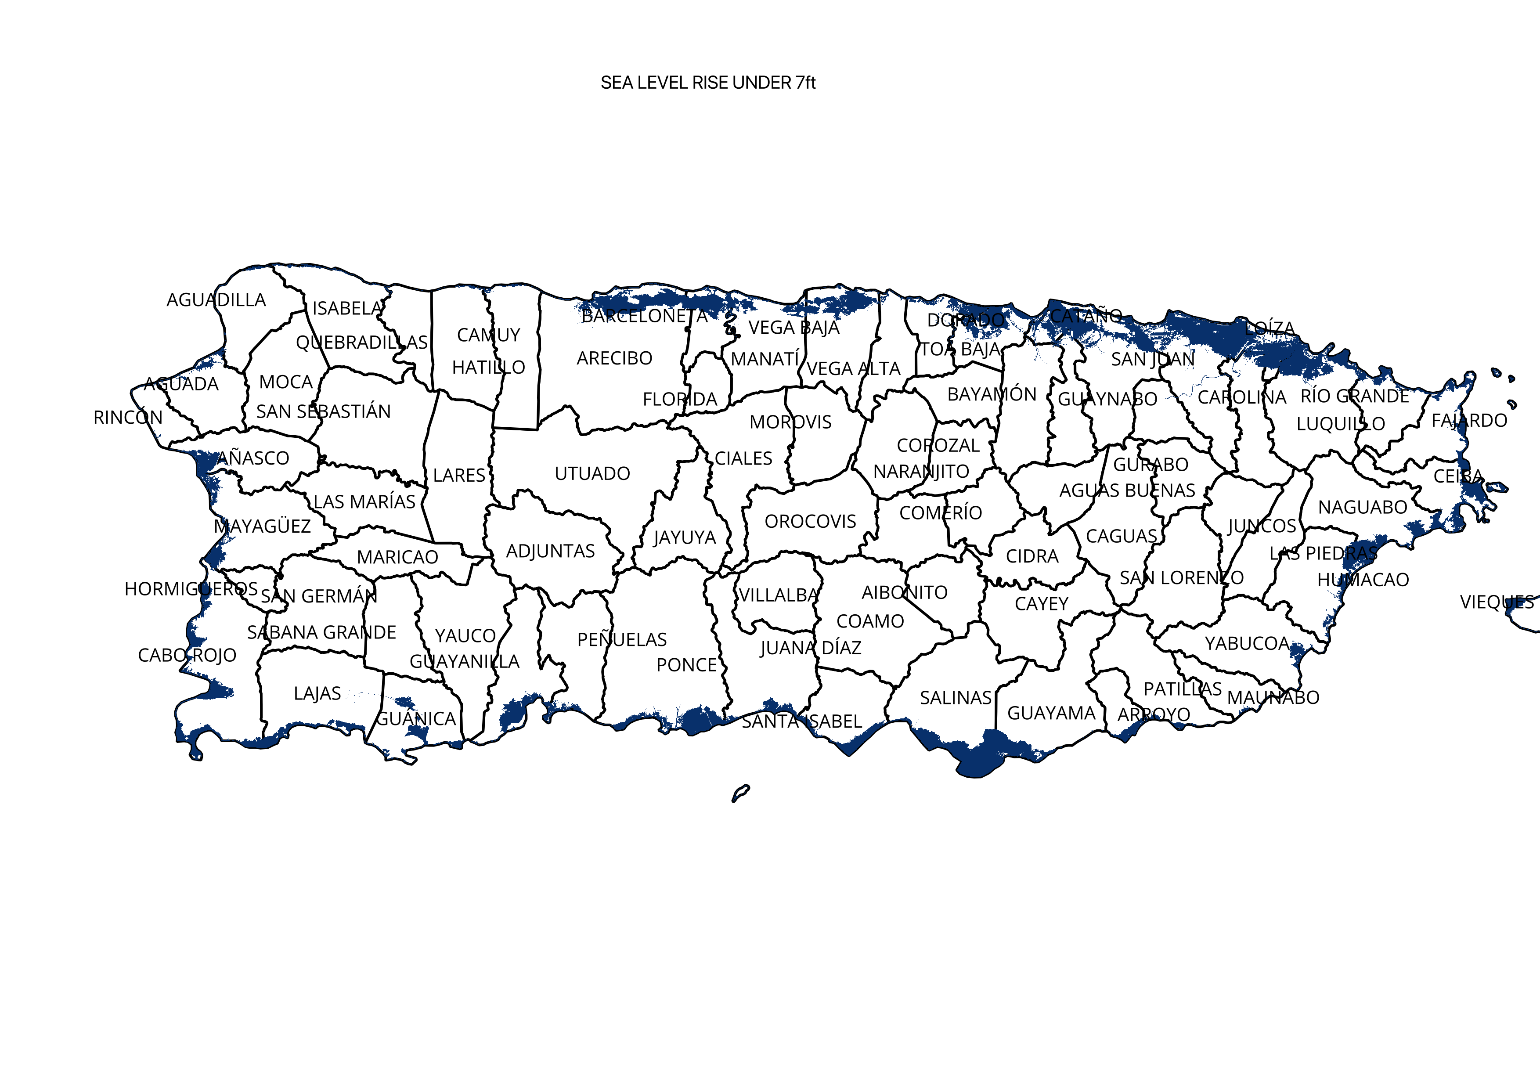 SEA LEVEL RISE UNDER 7ft
AGUADILLA
ISABELA
BARCELONETA
DORADO
CATAÑO
LOÍZA
QUEBRADILLAS
CAMUY
VEGA BAJA
TOA BAJA
SAN JUAN
HATILLO
ARECIBO
MANATÍ
VEGA ALTA
AGUADA
MOCA
FLORIDA
BAYAMÓN
GUAYNABO
CAROLINA
RÍO GRANDE
RINCÓN
SAN SEBASTIÁN
MOROVIS
LUQUILLO
FAJARDO
AÑASCO
LARES
UTUADO
CIALES
COROZAL
NARANJITO
GURABO
CEIBA
LAS MARÍAS
AGUAS BUENAS
MAYAGÜEZ
OROCOVIS
COMERÍO
JUNCOS
NAGUABO
MARICAO
ADJUNTAS
JAYUYA
CIDRA
CAGUAS
LAS PIEDRAS
HORMIGUEROS
SAN GERMÁN
VILLALBA
AIBONITO
CAYEY
SAN LORENZO
HUMACAO
VIEQUES
SABANA GRANDE
YAUCO
PEÑUELAS
COAMO
YABUCOA
CABO ROJO
GUAYANILLA
PONCE
JUANA DÍAZ
LAJAS
GUÁNICA
SANTA ISABEL
SALINAS
GUAYAMA
ARROYO
PATILLAS
MAUNABO